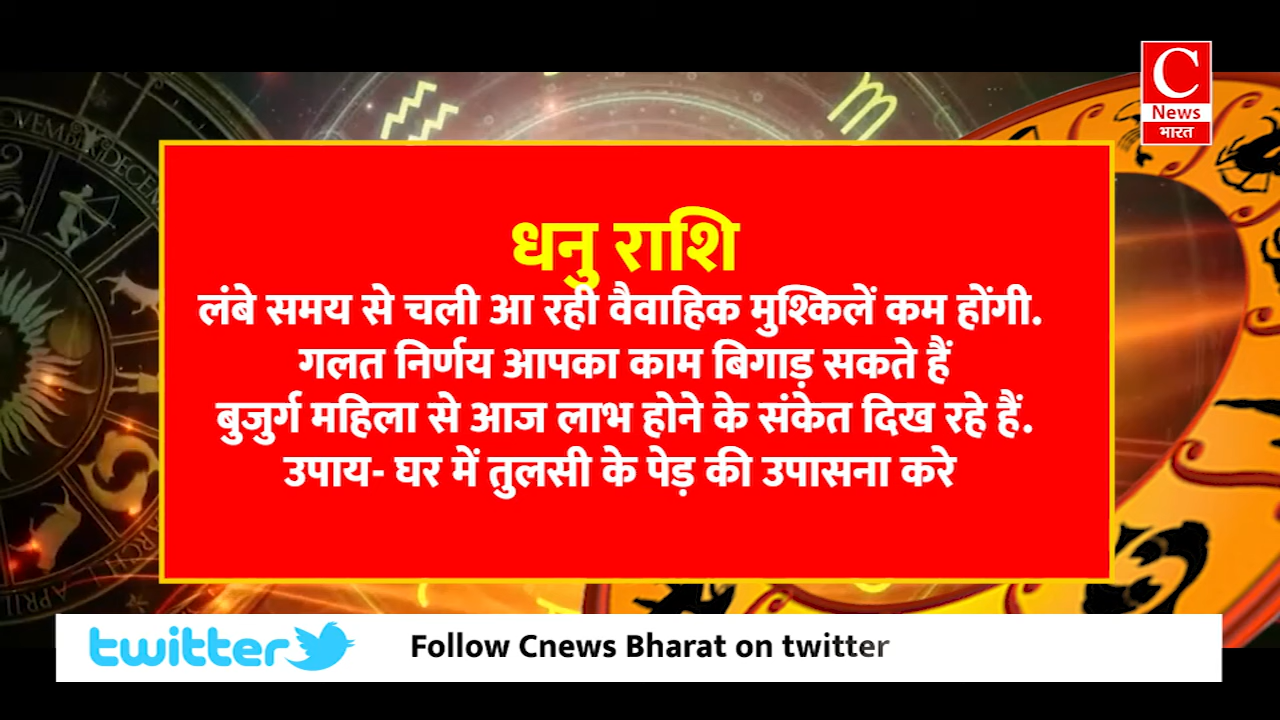 C
News
भारत
धनु राशि
लंबे समय से चली आ रही वैवाहिक मुश्किलें कम होंगी.
गलत निर्णय आपका काम बिगाड़ सकते हैं
बुजुर्ग महिला से आज लाभ होने के संकेत दिख रहे हैं.
उपाय- घर में तुलसी के पेड़ की उपासना करे
twitter
Follow Cnews Bharat on twitter